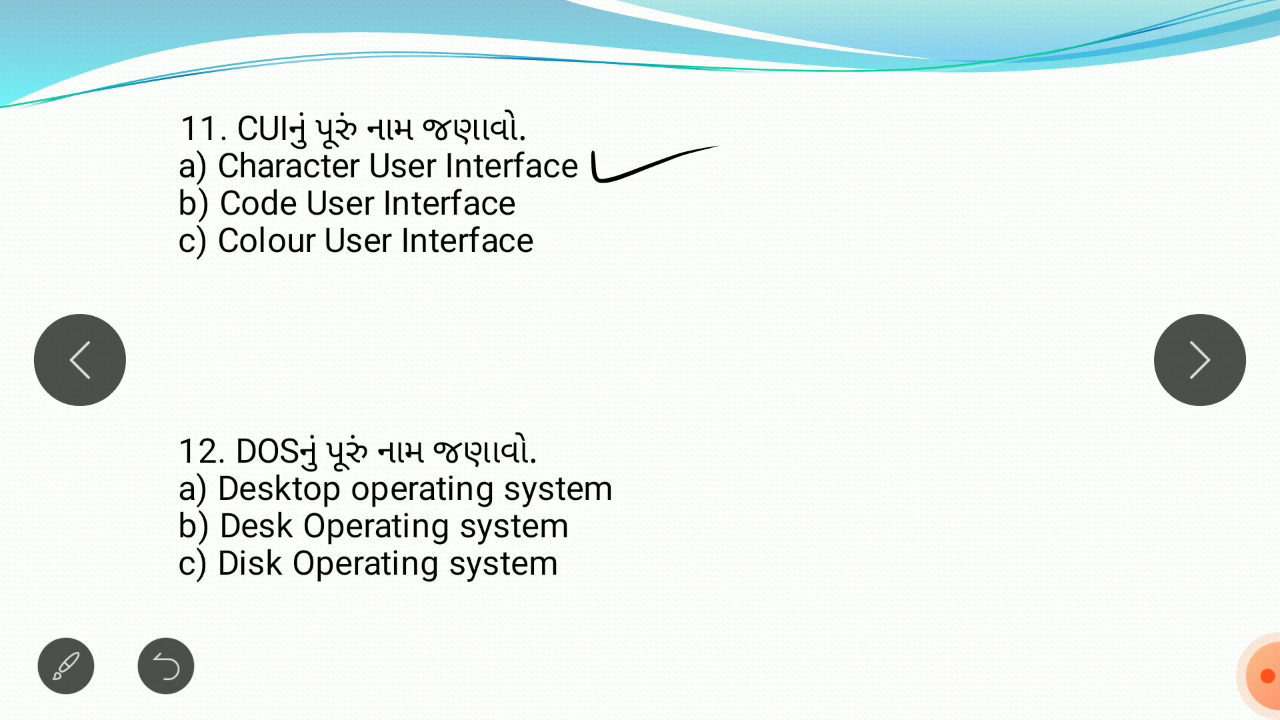 11. CUIનું પૂરું નામ જણાવો.
a) Character User Interface
b) Code User Interface
c) Colour User Interface
12. DOSનું પૂરું નામ જણાવો.
a) Desktop operating system
b) Desk Operating system
c) Disk Operating system